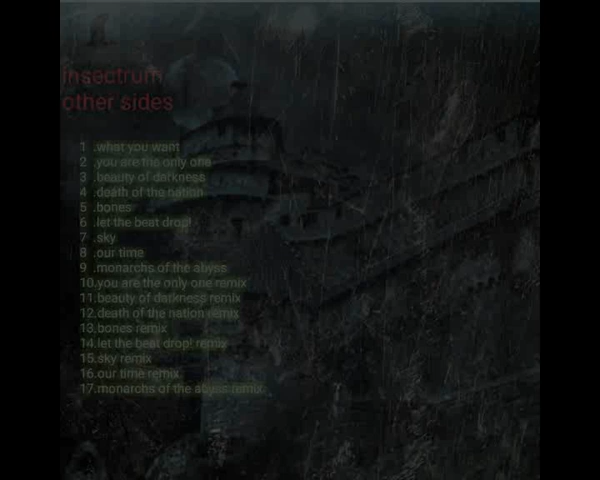 insectrum
other sides
1 .what you want
2 .you are the only one
3 .beauty of darkness
4 .death of the nation
5 .bones
6 .let the beat drop!
7 .sky
8 .our time
9 .monarchs of the abyss
10.you are the only one remix
11.beauty of darkness remix
12.death of the nation remix
13.bones remix
14.let the beat drop! remix
15.sky remix
16.our time remix
17.monarchs of the abyss remix